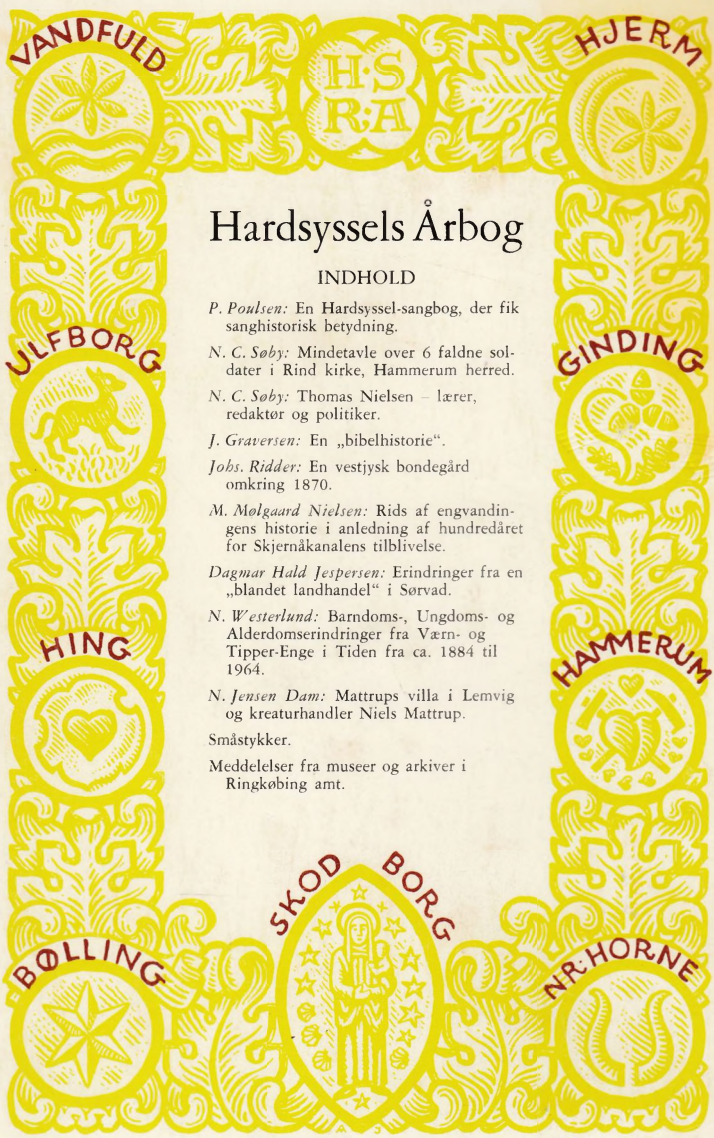 VANDFULD
H·S
R·A
HJERM
Hardsyssels Årbog
INDHOLD
P. Poulsen: En Hardsyssel-sangbog, der fik
sanghistorisk betydning.
N. C. Søby: Mindetavle over 6 faldne sol-
dater i Rind kirke, Hammerum herred.
N. C. Søby: Thomas Nielsen – lærer,
redaktør og politiker.
J. Graversen: En „bibelhistorie“.
Johs. Ridder: En vestjysk bondegård
omkring 1870.
M. Mølgaard Nielsen: Rids af engvandin-
gens historie i anledning af hundredåret
for Skjernåkanalens tilblivelse.
Dagmar Hald Jespersen: Erindringer fra en
„blandet landhandel“ i Sørvad.
N. Westerlund: Barndoms-, Ungdoms- og
Alderdomserindringer fra Værn- og
Tipper-Enge i Tiden fra ca. 1884 til
1964.
N. Jensen Dam: Mattrups villa i Lemvig
og kreaturhandler Niels Mattrup.
Småstykker.
Meddelelser fra museer og arkiver i
Ringkøbing amt.
ULFBORG
GINDING
HING
HAMMERUM
SKODBORG
BØLLING
NR·HORNE
A J